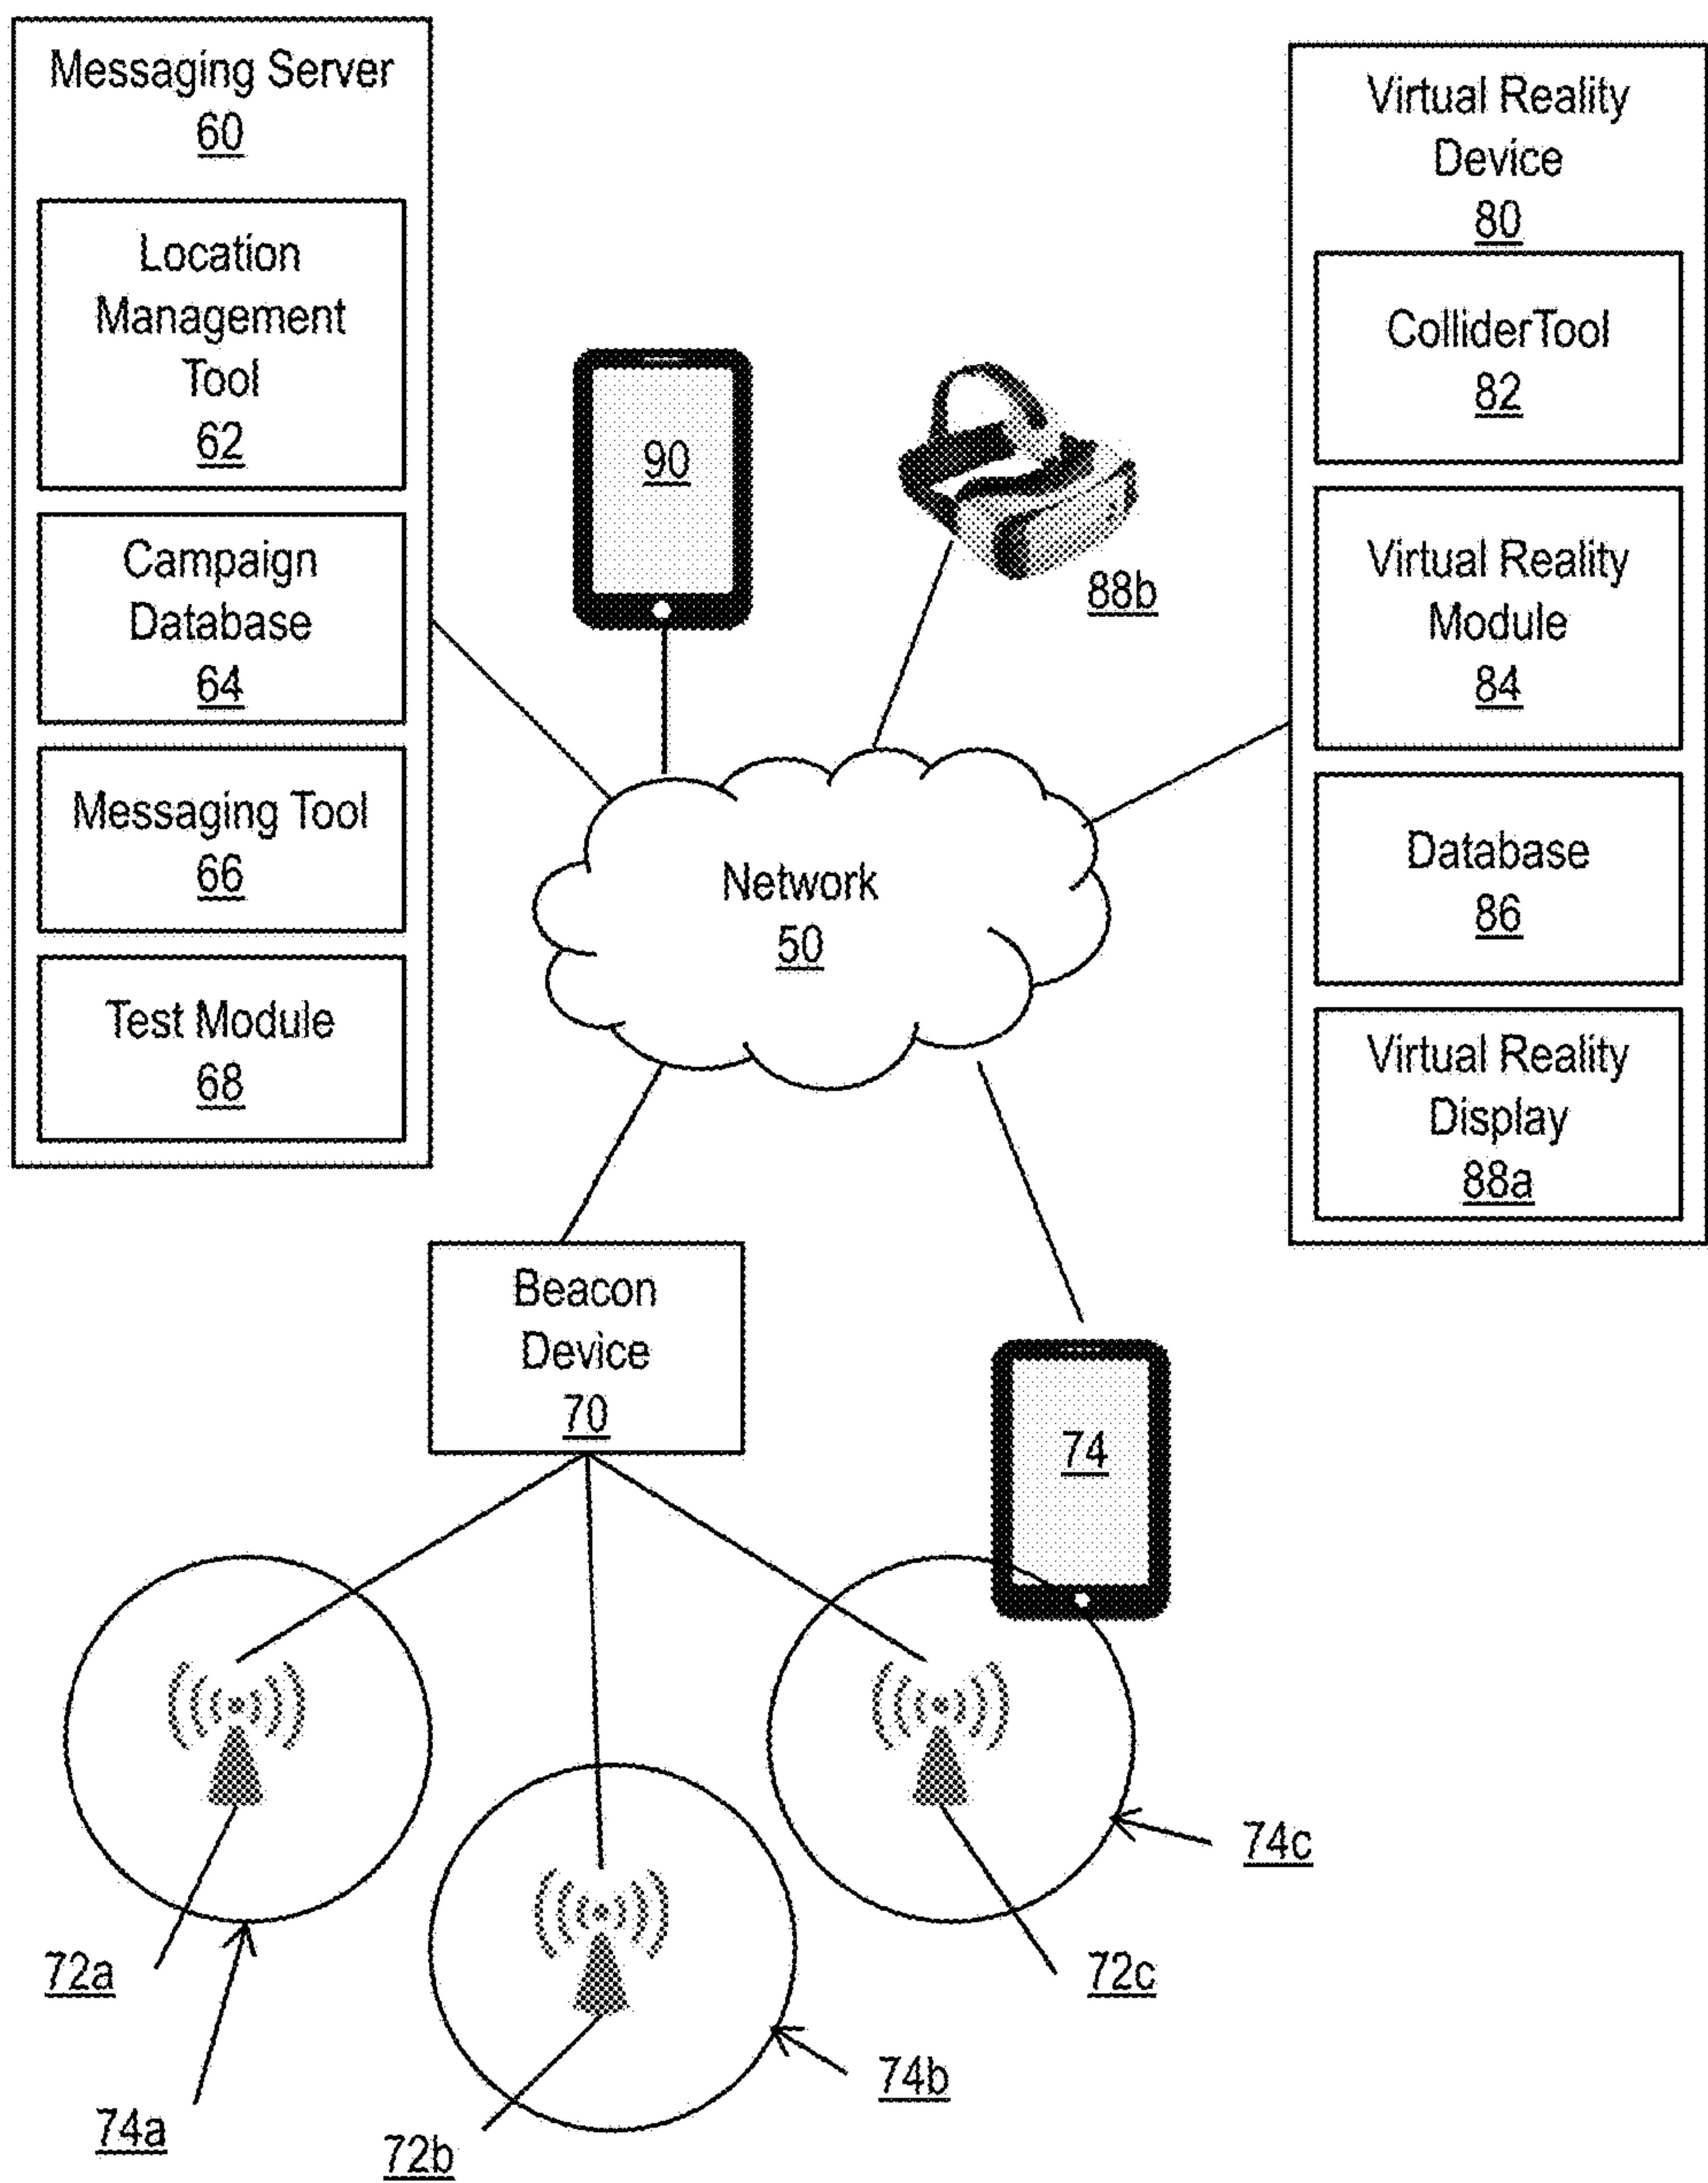 Messaging Server
60
Location
Management
Tool
62
Campaign
Database
64
Messaging Tool
66
Test Module
68
90
88b
Virtual Reality
Device
80
ColliderTool
82
Virtual Reality
Module
84
Database
86
Virtual Reality
Display
88a
Network
50
Beacon
Device
70
74
72a
74a
72b
74b
72c
74c